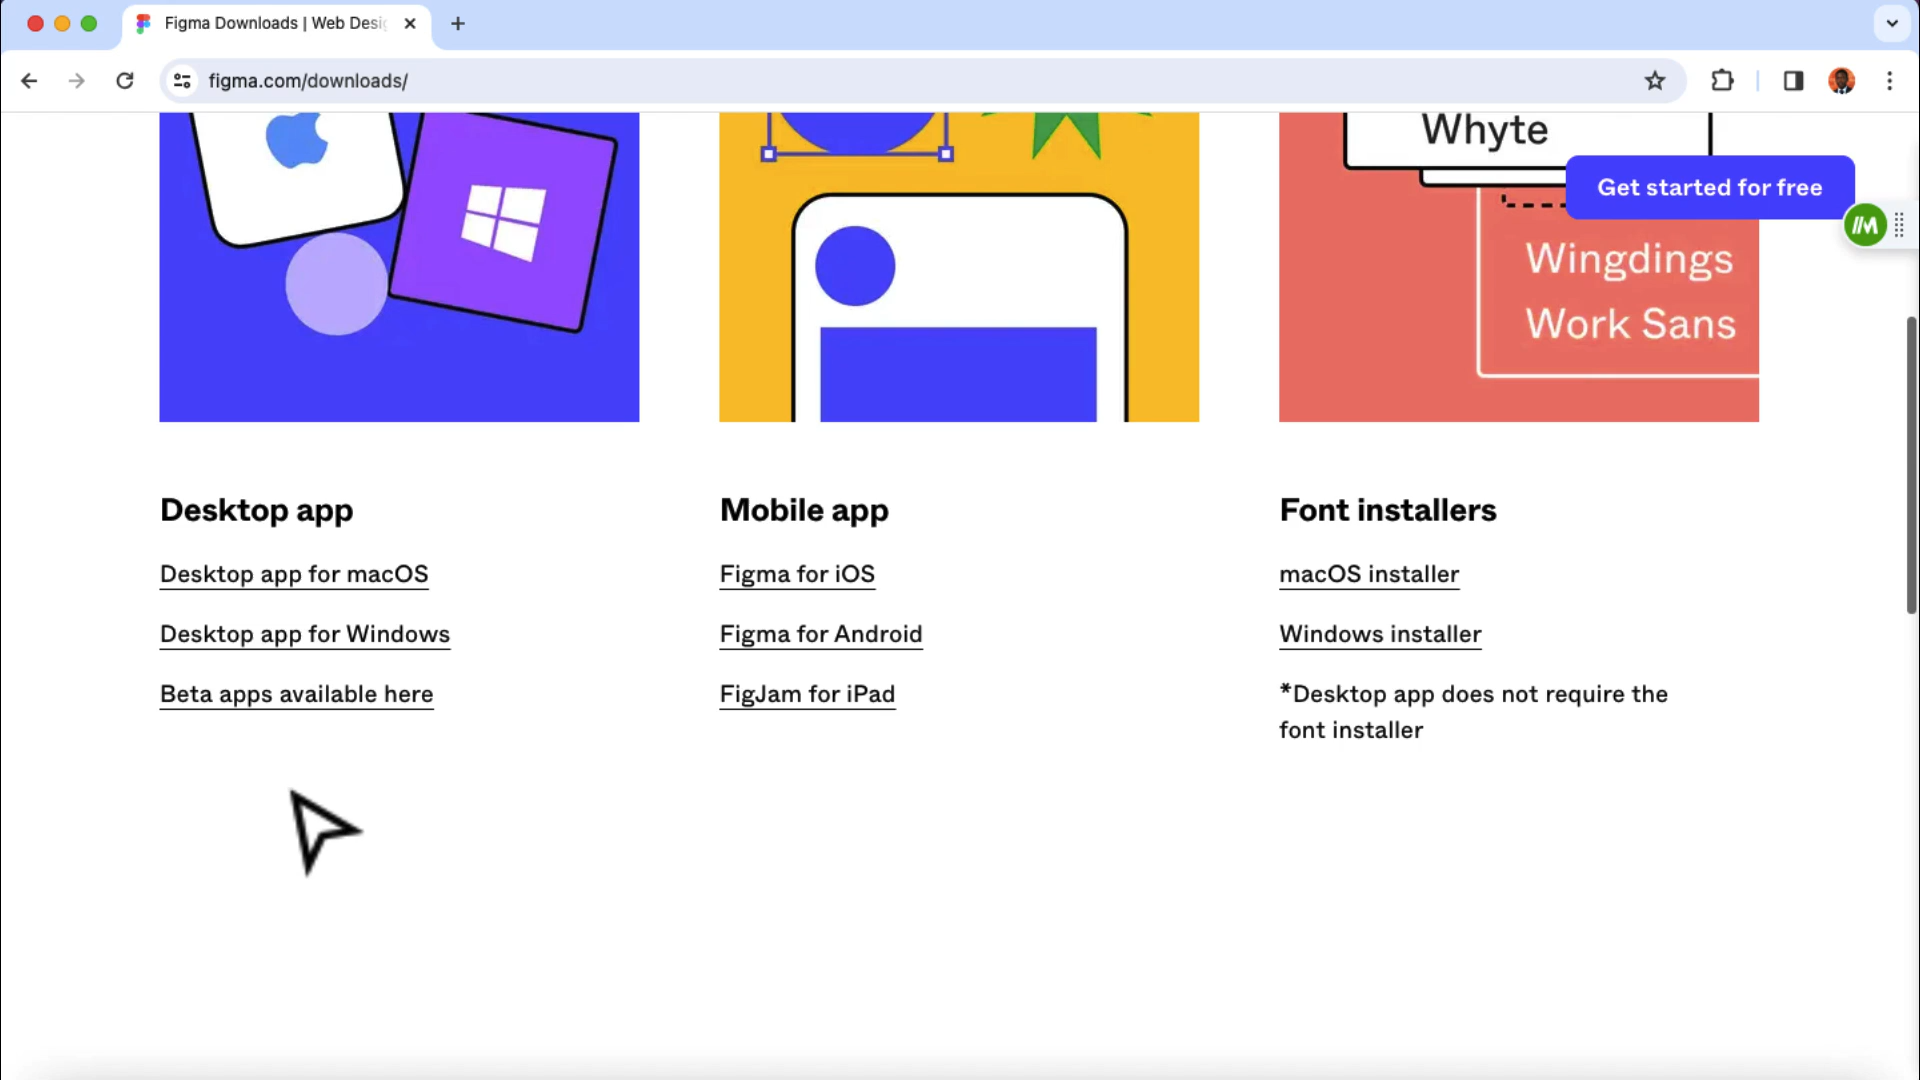 Figma Downloads | Web Desi
figma.com/downloads/
Whyte
Get started for free
Wingdings
Work Sans
Desktop app
Desktop app for macOS
Desktop app for Windows
Beta apps available here
Mobile app
Figma for iOS
Figma for Android
FigJam for iPad
Font installers
macOS installer
Windows installer
*Desktop app does not require the
font installer